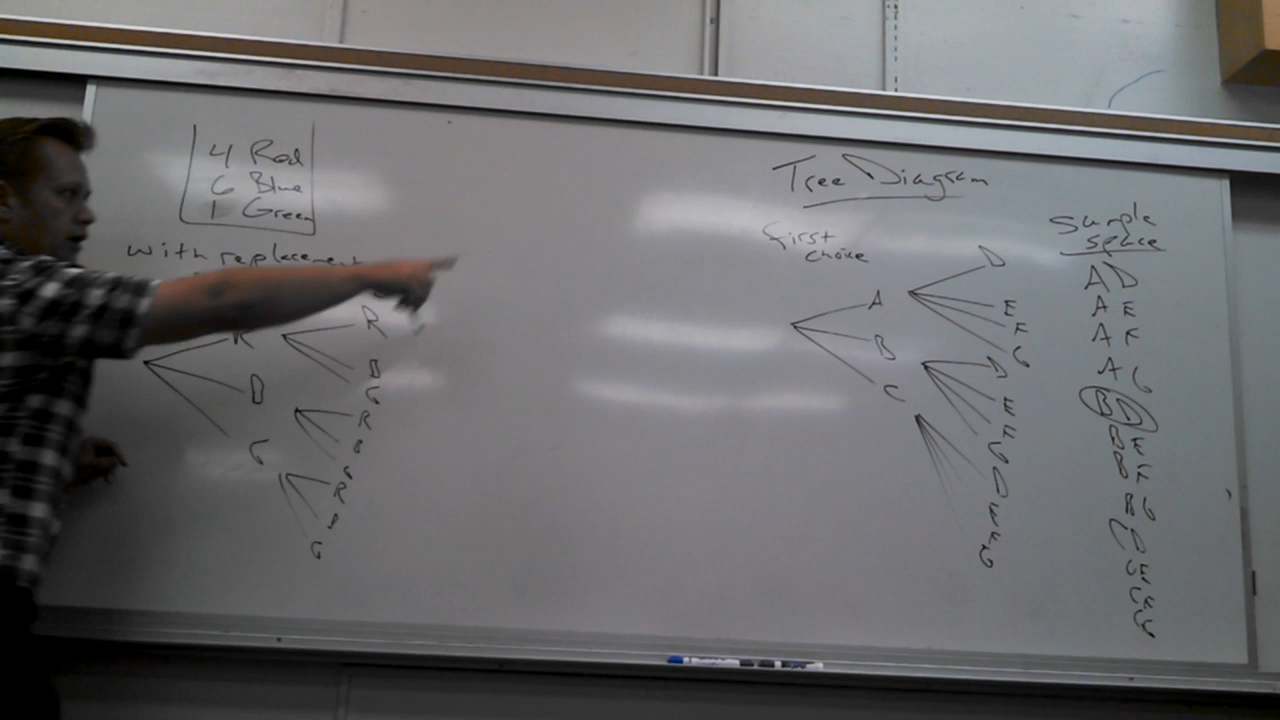 4 Red
6 Blue
1 Green
with replacement
R
B
G
R
B
G
R
B
G
R
B
G
Tree Diagram
first
choice
A
B
C
D
E
F
G
D
E
F
G
D
E
F
G
Sample
space
A D
A E
A F
A G
B D
B E
B F
B G
C D
C E
C F
C G